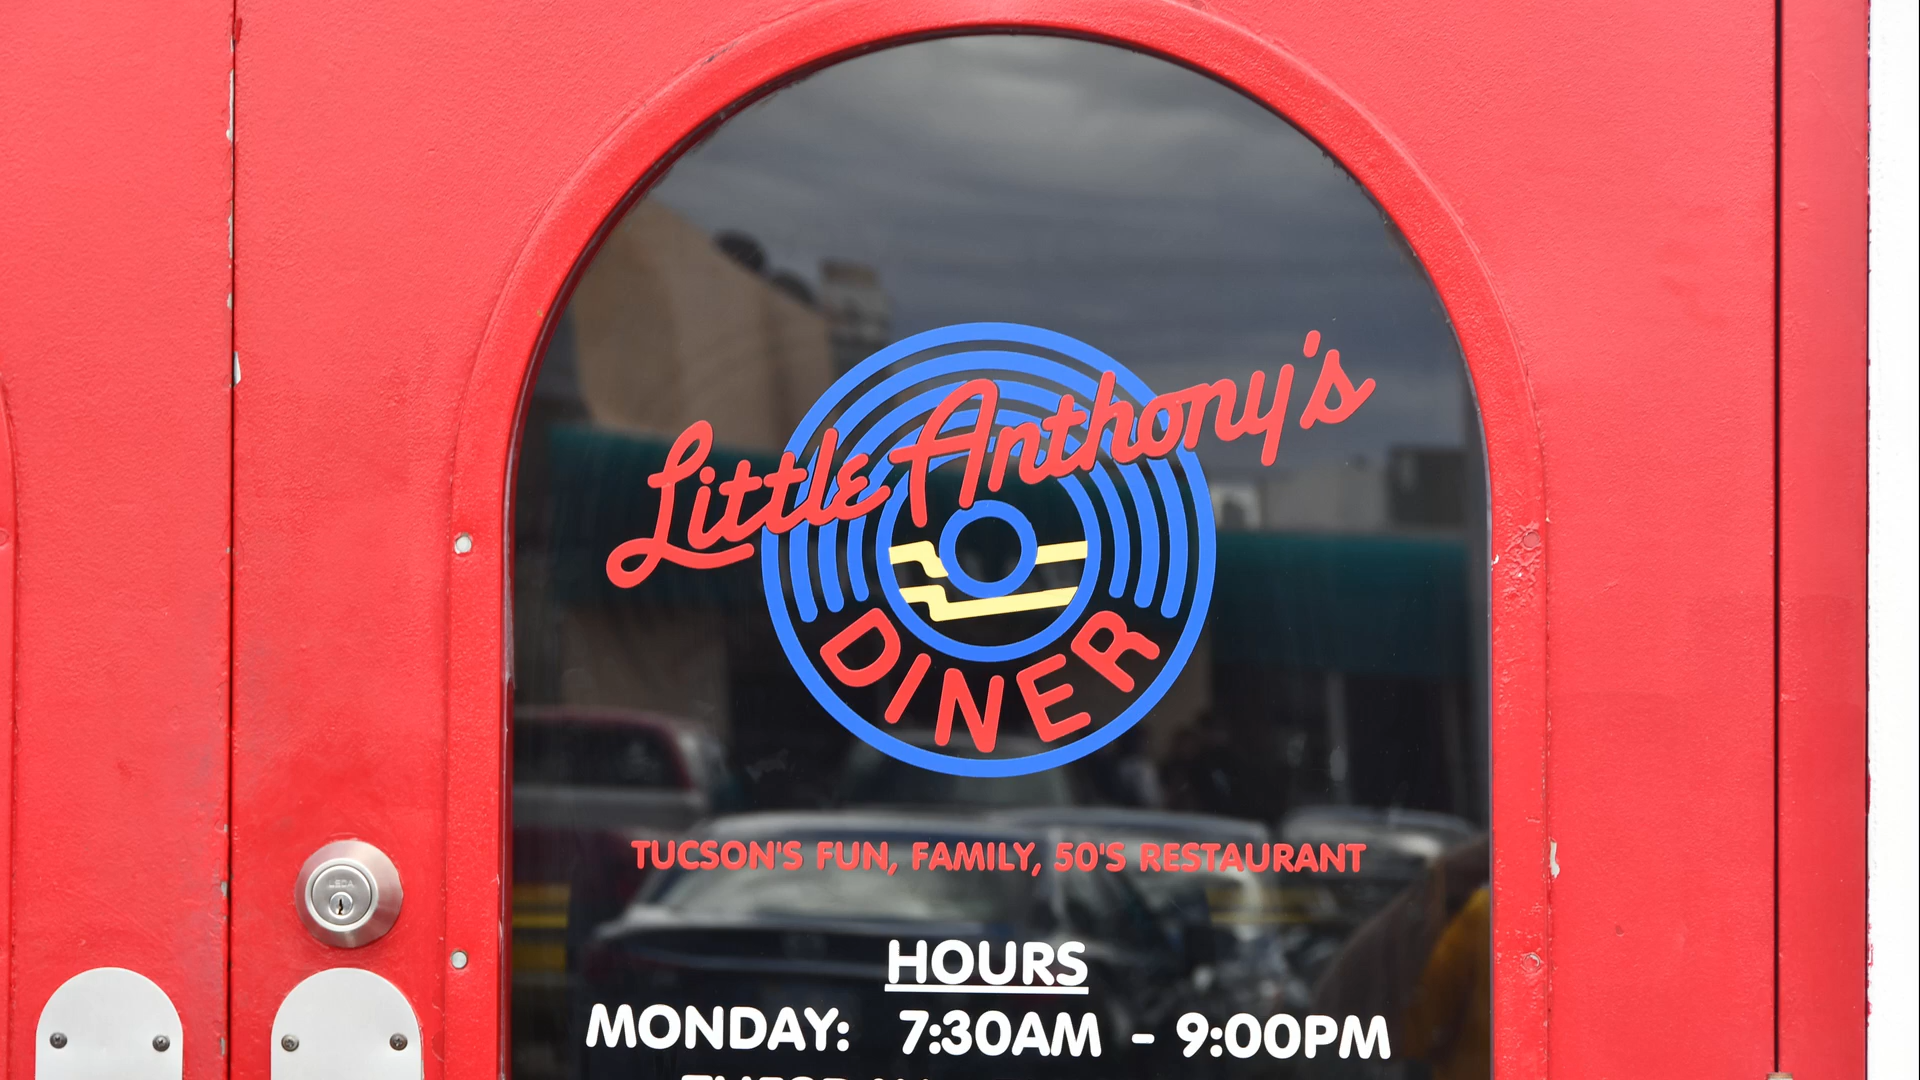 Little Anthony's
DINER
TUCSON'S FUN, FAMILY, 50'S RESTAURANT
HOURS
MONDAY: 7:30AM - 9:00PM